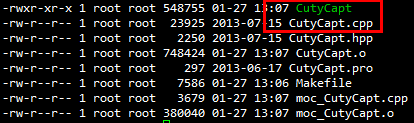 -rwxr-xr-x 1 root root 548755 01-27 13:07 CutyCapt
-rw-r--r-- 1 root root 23925 2013-07-15 CutyCapt.cpp
-rw-r--r-- 1 root root 2250 2013-07-15 CutyCapt.hpp
-rw-r--r-- 1 root root 748424 01-27 13:07 CutyCapt.o
-rw-r--r-- 1 root root 297 2013-06-17 CutyCapt.pro
-rw-r--r-- 1 root root 7586 01-27 13:06 Makefile
-rw-r--r-- 1 root root 3679 01-27 13:07 moc_CutyCapt.cpp
-rw-r--r-- 1 root root 380040 01-27 13:07 moc_CutyCapt.o